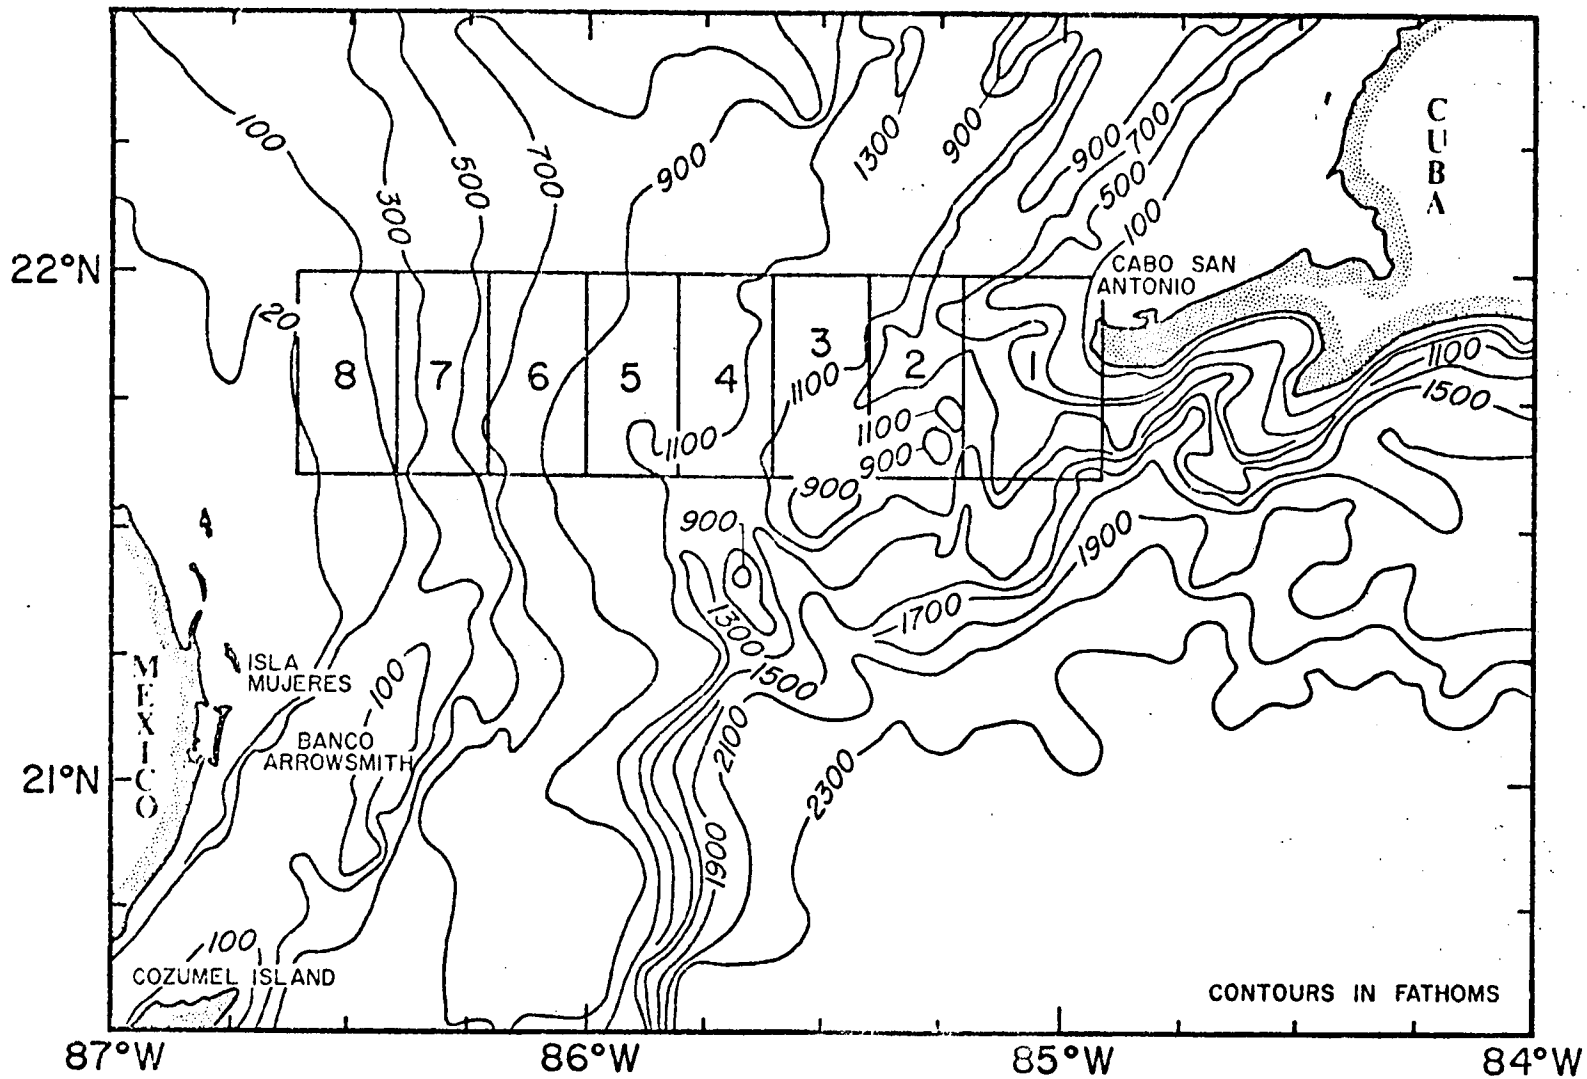 100
300
500
700
900
1300
900
900
700
500
100
CUBA
22°N
CABO SAN
ANTONIO
20
8
7
6
5
4
3
2
1
1100
1100
1100
900
1100
1500
900
900
1900
1300
1700
1500
MEXICO
ISLA
MUJERES
100
BANCO
ARROWSMITH
2100
2300
21°N
1900
100
COZUMEL ISLAND
CONTOURS IN FATHOMS
87°W
86°W
85°W
84°W